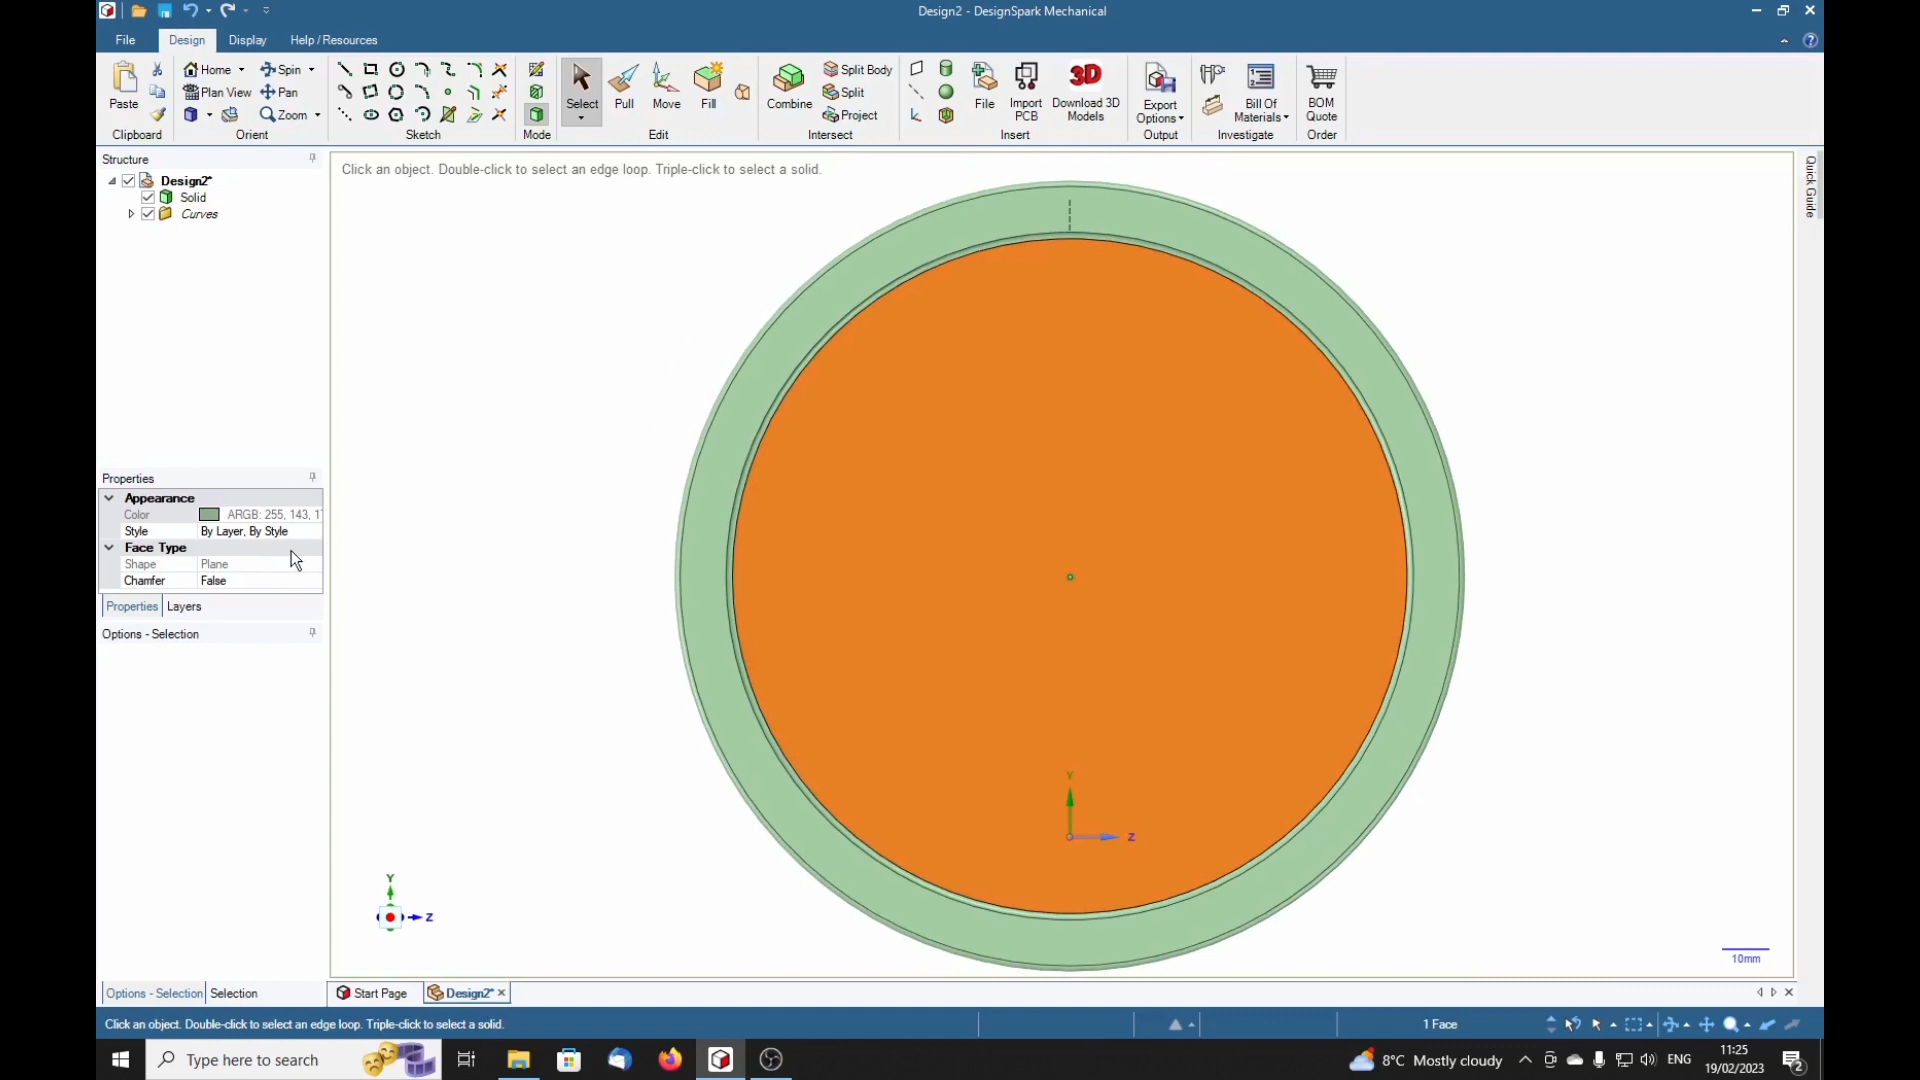 Design2 - DesignSpark Mechanical
File
Design
Display
Help / Resources
Paste
Clipboard
Home
Plan View
Spin
Pan
Zoom
Orient
Sketch
Mode
Select
Pull
Move
Fill
Edit
Combine
Split Body
Split
Project
Intersect
File
Import
PCB
Download 3D
Models
Insert
3D
Export
Options
Output
Bill Of
Materials
Investigate
BOM
Quote
Order
Structure
Design2*
Solid
Curves
Click an object. Double-click to select an edge loop. Triple-click to select a solid.
Quick Guide
Properties
Appearance
Color ARGB: 255, 143, 1
Style By Layer, By Style
Face Type
Shape Plane
Chamfer False
Properties Layers
Options - Selection
Y
Z
Y
Z
10mm
Options - Selection Selection
Start Page
Design2*
Click an object. Double-click to select an edge loop. Triple-click to select a solid.
1 Face
Type here to search
8°C Mostly cloudy
ENG
11:25
19/02/2023
2